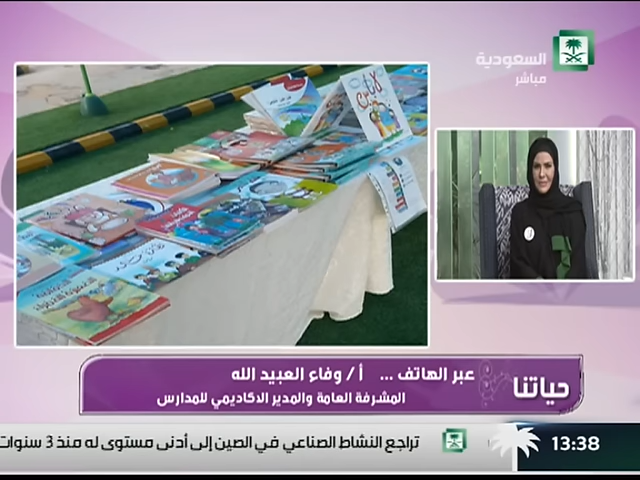 السعودية
مباشر
عبر الهاتف ... أ / وفاء العبيد الله
المشرفة العامة والمدير الاكاديمي للمدارس
حياتنا
تراجع النشاط الصناعي في الصين إلى أدنى مستوى له منذ 3 سنوات
13:38